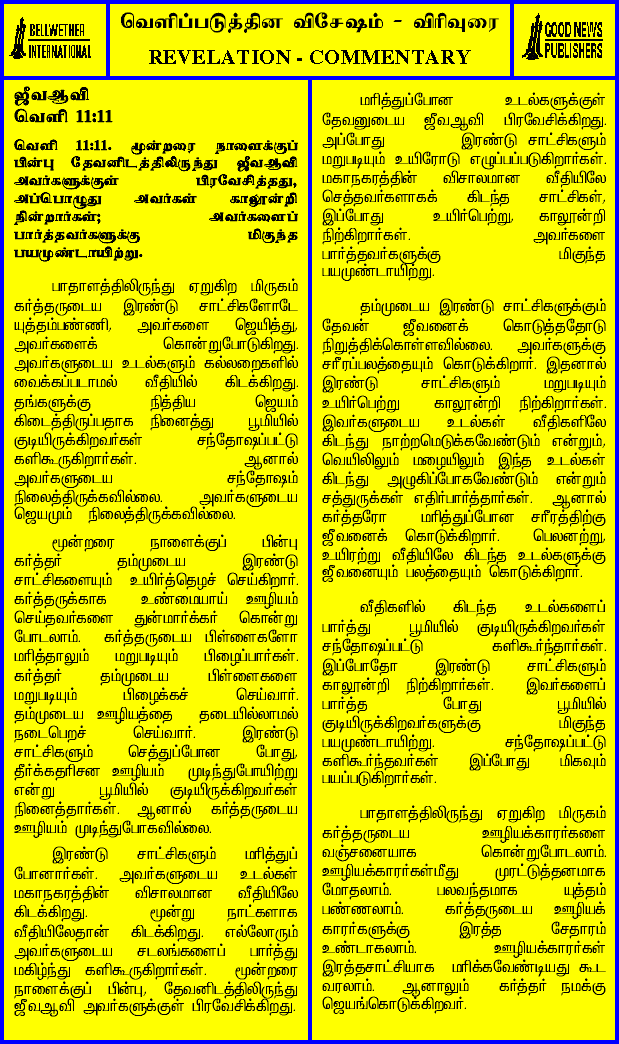 BELLWETHER
INTERNATIONAL
வெளிப்படுத்தின விசேஷம் - விரிவுரை
REVELATION - COMMENTARY
GOOD NEWS
PUBLISHERS
ஜீவஆவி
வெளி 11:11
வெளி 11:11. மூன்றரை நாளைக்குப்
பின்பு தேவனிடத்திலிருந்து ஜீவஆவி
அவர்களுக்குள் பிரவேசித்தது,
அப்பொழுது அவர்கள் காலூன்றி
நின்றார்கள்; அவர்களைப்
பார்த்தவர்களுக்கு மிகுந்த
பயமுண்டாயிற்று.
பாதாளத்திலிருந்து ஏறுகிற மிருகம்
கர்த்தருடைய இரண்டு சாட்சிகளோடே
யுத்தம்பண்ணி, அவர்களை ஜெயித்து,
அவர்களைக் கொன்றுபோடுகிறது.
அவர்களுடைய உடல்களும் கல்லறைகளில்
வைக்கப்படாமல் வீதியில் கிடக்கிறது.
தங்களுக்கு நித்திய ஜெயம்
கிடைத்திருப்பதாக நினைத்து பூமியில்
குடியிருக்கிறவர்கள் சந்தோஷப்பட்டு
களிகூருகிறார்கள். ஆனால்
அவர்களுடைய சந்தோஷம்
நிலைத்திருக்கவில்லை. அவர்களுடைய
ஜெயமும் நிலைத்திருக்கவில்லை.
மூன்றரை நாளைக்குப் பின்பு
கர்த்தர் தம்முடைய இரண்டு
சாட்சிகளையும் உயிர்த்தெழச் செய்கிறார்.
கர்த்தருக்காக உண்மையாய் ஊழியம்
செய்தவர்களை துன்மார்க்கர் கொன்று
போடலாம். கர்த்தருடைய பிள்ளைகளோ
மரித்தாலும் மறுபடியும் பிழைப்பார்கள்.
கர்த்தர் தம்முடைய பிள்ளைகளை
மறுபடியும் பிழைக்கச் செய்வார்.
தம்முடைய ஊழியத்தை தடையில்லாமல்
நடைபெறச் செய்வார். இரண்டு
சாட்சிகளும் செத்துப்போன போது,
தீர்க்கதரிசன ஊழியம் முடிந்துபோயிற்று
என்று பூமியில் குடியிருக்கிறவர்கள்
நினைத்தார்கள். ஆனால் கர்த்தருடைய
ஊழியம் முடிந்துபோகவில்லை.
இரண்டு சாட்சிகளும் மரித்துப்
போனார்கள். அவர்களுடைய உடல்கள்
மகாநகரத்தின் விசாலமான வீதியிலே
கிடக்கிறது. மூன்று நாட்களாக
வீதியிலேதான் கிடக்கிறது. எல்லோரும்
அவர்களுடைய சடலங்களைப் பார்த்து
மகிழ்ந்து களிகூருகிறார்கள். மூன்றரை
நாளைக்குப் பின்பு, தேவனிடத்திலிருந்து
ஜீவஆவி அவர்களுக்குள் பிரவேசிக்கிறது.
மரித்துப்போன உடல்களுக்குள்
தேவனுடைய ஜீவஆவி பிரவேசிக்கிறது.
அப்போது இரண்டு சாட்சிகளும்
மறுபடியும் உயிரோடு எழுப்பப்படுகிறார்கள்.
மகாநகரத்தின் விசாலமான வீதியிலே
செத்தவர்களாகக் கிடந்த சாட்சிகள்,
இப்போது உயிர்பெற்று, காலூன்றி
நிற்கிறார்கள். அவர்களை
பார்த்தவர்களுக்கு மிகுந்த
பயமுண்டாயிற்று.
தம்முடைய இரண்டு சாட்சிகளுக்கும்
தேவன் ஜீவனைக் கொடுத்ததோடு
நிறுத்திக்கொள்ளவில்லை. அவர்களுக்கு
சரீரப்பலத்தையும் கொடுக்கிறார். இதனால்
இரண்டு சாட்சிகளும் மறுபடியும்
உயிர்பெற்று காலூன்றி நிற்கிறார்கள்.
இவர்களுடைய உடல்கள் வீதிகளிலே
கிடந்து நாற்றமெடுக்கவேண்டும் என்றும்,
வெயிலிலும் மழையிலும் இந்த உடல்கள்
கிடந்து அழுகிப்போகவேண்டும் என்றும்
சத்துருக்கள் எதிர்பார்த்தார்கள். ஆனால்
கர்த்தரோ மரித்துப்போன சரீரத்திற்கு
ஜீவனைக் கொடுக்கிறார். பெலனற்று,
உயிரற்று வீதியிலே கிடந்த உடல்களுக்கு
ஜீவனையும் பலத்தையும் கொடுக்கிறார்.
வீதிகளில் கிடந்த உடல்களைப்
பார்த்து பூமியில் குடியிருக்கிறவர்கள்
சந்தோஷப்பட்டு களிகூர்ந்தார்கள்.
இப்போதோ இரண்டு சாட்சிகளும்
காலூன்றி நிற்கிறார்கள். இவர்களைப்
பார்த்த போது பூமியில்
குடியிருக்கிறவர்களுக்கு மிகுந்த
பயமுண்டாயிற்று. சந்தோஷப்பட்டு
களிகூர்ந்தவர்கள் இப்போது மிகவும்
பயப்படுகிறார்கள்.
பாதாளத்திலிருந்து ஏறுகிற மிருகம்
கர்த்தருடைய ஊழியக்காரர்களை
வஞ்சனையாக கொன்றுபோடலாம்.
ஊழியக்காரர்கள்மீது முரட்டுத்தனமாக
மோதலாம். பலவந்தமாக யுத்தம்
பண்ணலாம். கர்த்தருடைய ஊழியக்
காரர்களுக்கு இரத்த சேதாரம்
உண்டாகலாம். ஊழியக்காரர்கள்
இரத்தசாட்சியாக மரிக்கவேண்டியது கூட
வரலாம். ஆனாலும் கர்த்தர் நமக்கு
ஜெயங்கொடுக்கிறவர்.